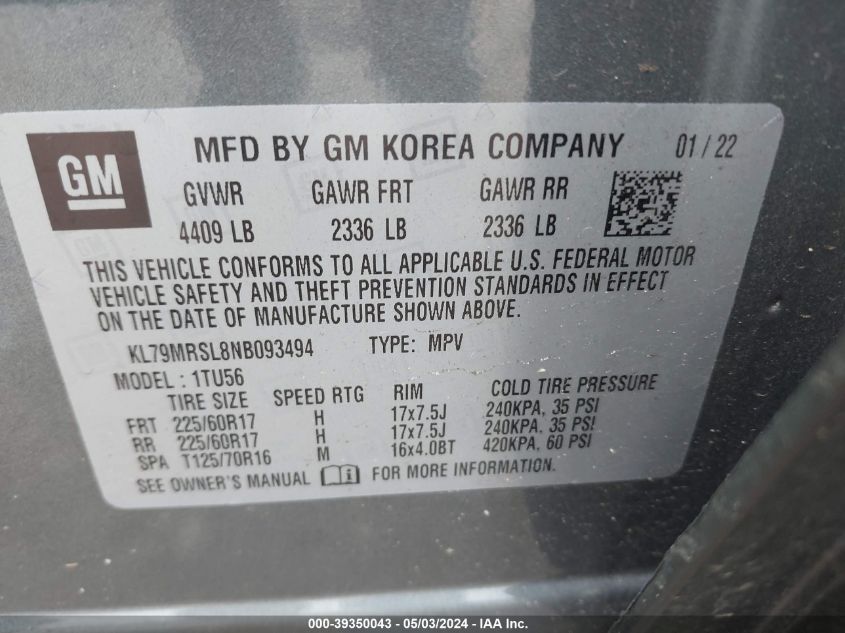 GM
MFD BY GM KOREA COMPANY 01 / 22
GVWR GAWR FRT GAWR RR
4409 LB 2336 LB 2336 LB
THIS VEHICLE CONFORMS TO ALL APPLICABLE U.S. FEDERAL MOTOR
VEHICLE SAFETY AND THEFT PREVENTION STANDARDS IN EFFECT
ON THE DATE OF MANUFACTURE SHOWN ABOVE.
KL79MRSL8NB093494 TYPE: MPV
MODEL : 1TU56
TIRE SIZE SPEED RTG RIM COLD TIRE PRESSURE
FRT 225/60R17 H 17x7.5J 240KPA, 35 PSI
RR 225/60R17 H 17x7.5J 240KPA, 35 PSI
SPA T125/70R16 M 16x4.0BT 420KPA, 60 PSI
SEE OWNER'S MANUAL FOR MORE INFORMATION.
000-39350043 - 05/03/2024 - IAA Inc.